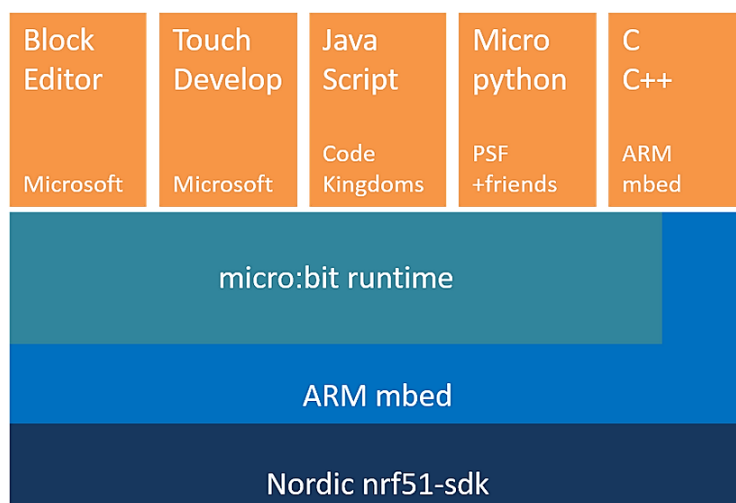 Block
Editor
Microsoft
Touch
Develop
Microsoft
Java
Script
Code
Kingdoms
Micro
python
PSF
+friends
C
C++
ARM
mbed
micro:bit runtime
ARM mbed
Nordic nrf51-sdk